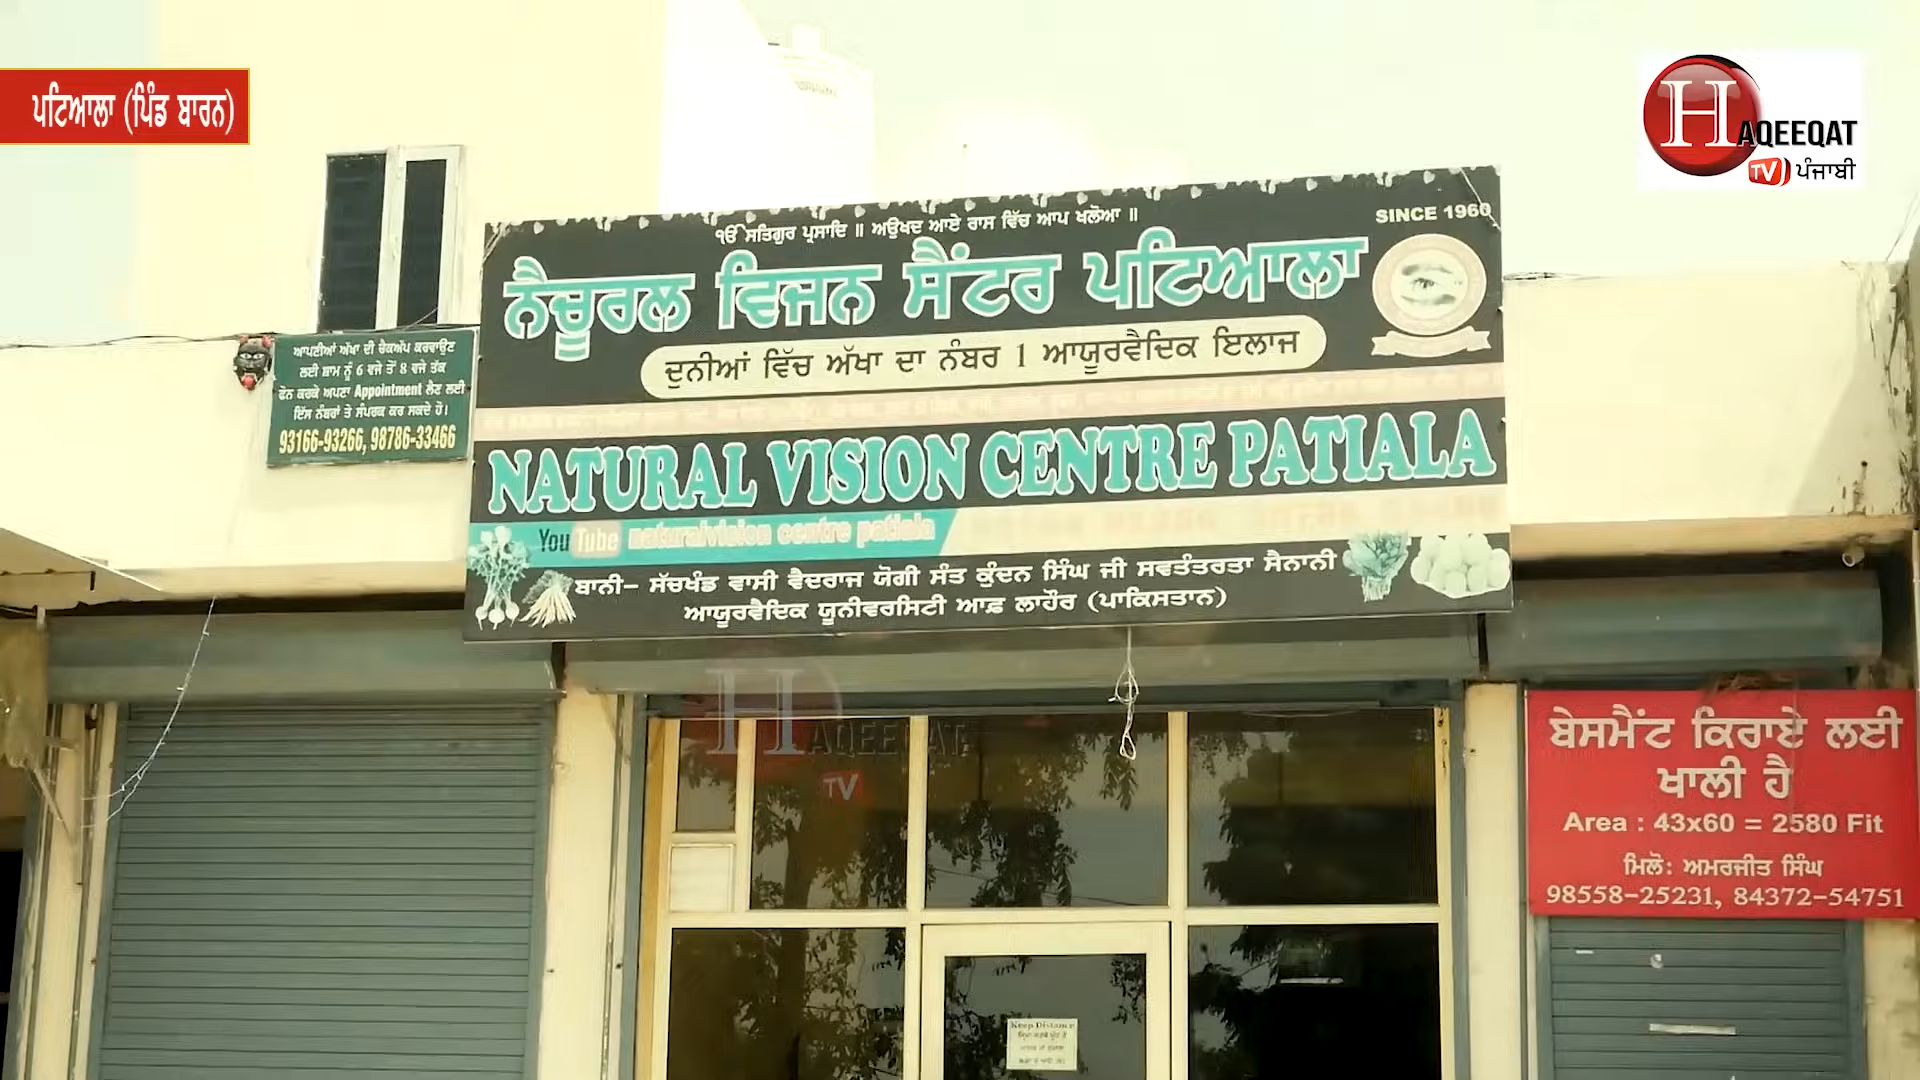 ਪਟਿਆਲਾ (ਪਿੰਡ ਬਾਰਨ)
HAQEEQAT
TV ਪੰਜਾਬੀ
ੴ ਸਤਿਗੁਰ ਪ੍ਰਸਾਦਿ ॥ ਅਉਖਦ ਆਏ ਰਾਸ ਵਿੱਚ ਆਪ ਖਲੋਆ ॥
SINCE 1960
ਨੈਚੂਰਲ ਵਿਜਨ ਸੈਂਟਰ ਪਟਿਆਲਾ
ਦੁਨੀਆਂ ਵਿੱਚ ਅੱਖਾ ਦਾ ਨੰਬਰ 1 ਆਯੂਰਵੈਦਿਕ ਇਲਾਜ
NATURAL VISION CENTRE PATIALA
YouTube naturalvision centre patiala
ਬਾਨੀ- ਸੱਚਖੰਡ ਵਾਸੀ ਵੈਦਰਾਜ ਯੋਗੀ ਸੰਤ ਕੁੰਦਨ ਸਿੰਘ ਜੀ ਸਵਤੰਤਰਤਾ ਸੈਨਾਨੀ
ਆਯੂਰਵੈਦਿਕ ਯੂਨੀਵਰਸਿਟੀ ਆਫ਼ ਲਾਹੌਰ (ਪਾਕਿਸਤਾਨ)
ਆਪਣੀਆਂ ਅੱਖਾ ਦੀ ਚੈਕਅੱਪ ਕਰਵਾਉਣ
ਲਈ ਸ਼ਾਮ ਨੂੰ 6 ਵਜੇ ਤੋਂ 8 ਵਜੇ ਤੱਕ
ਫੋਨ ਕਰਕੇ ਅਪਣਾ Appointment ਲੈਣ ਲਈ
ਇੱਸ ਨੰਬਰਾਂ ਤੇ ਸੰਪਰਕ ਕਰ ਸਕਦੇ ਹੋ।
93166-93266, 98786-33466
HAQEEQAT
TV
ਬੇਸਮੈਂਟ ਕਿਰਾਏ ਲਈ
ਖਾਲੀ ਹੈ
Area : 43x60 = 2580 Fit
ਮਿਲੋ: ਅਮਰਜੀਤ ਸਿੰਘ
98558-25231, 84372-54751
Keep Distance